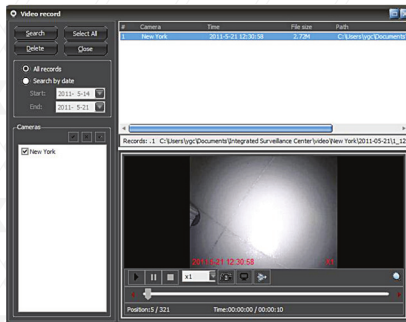 Video record
Search Select All
Delete Close
All records
Search by date
Start: 2011- 5-14
End: 2011- 5-21
Cameras
New York
# Camera Time File size Path
1 New York 2011-5-21 12:30:58 2.72M C:\Users\ygc\Docum
Records: .1 C:\Users\ygc\Documents\Integrated Surveillance Center\video\New York\2011-05-21\1_12
2011-5-21 12:30:58
x1
Position:5 / 321 Time:00:00:00 / 00:00:10